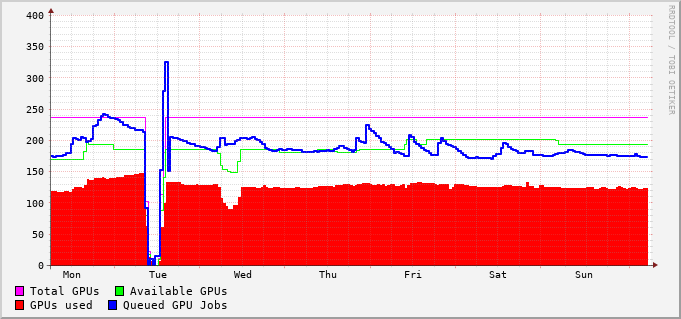 400
350
300
250
200
150
100
50
0
Mon Tue Wed Thu Fri Sat Sun
RRDTOOL / TOBI OETIKER
Total GPUs Available GPUs
GPUs used Queued GPU Jobs